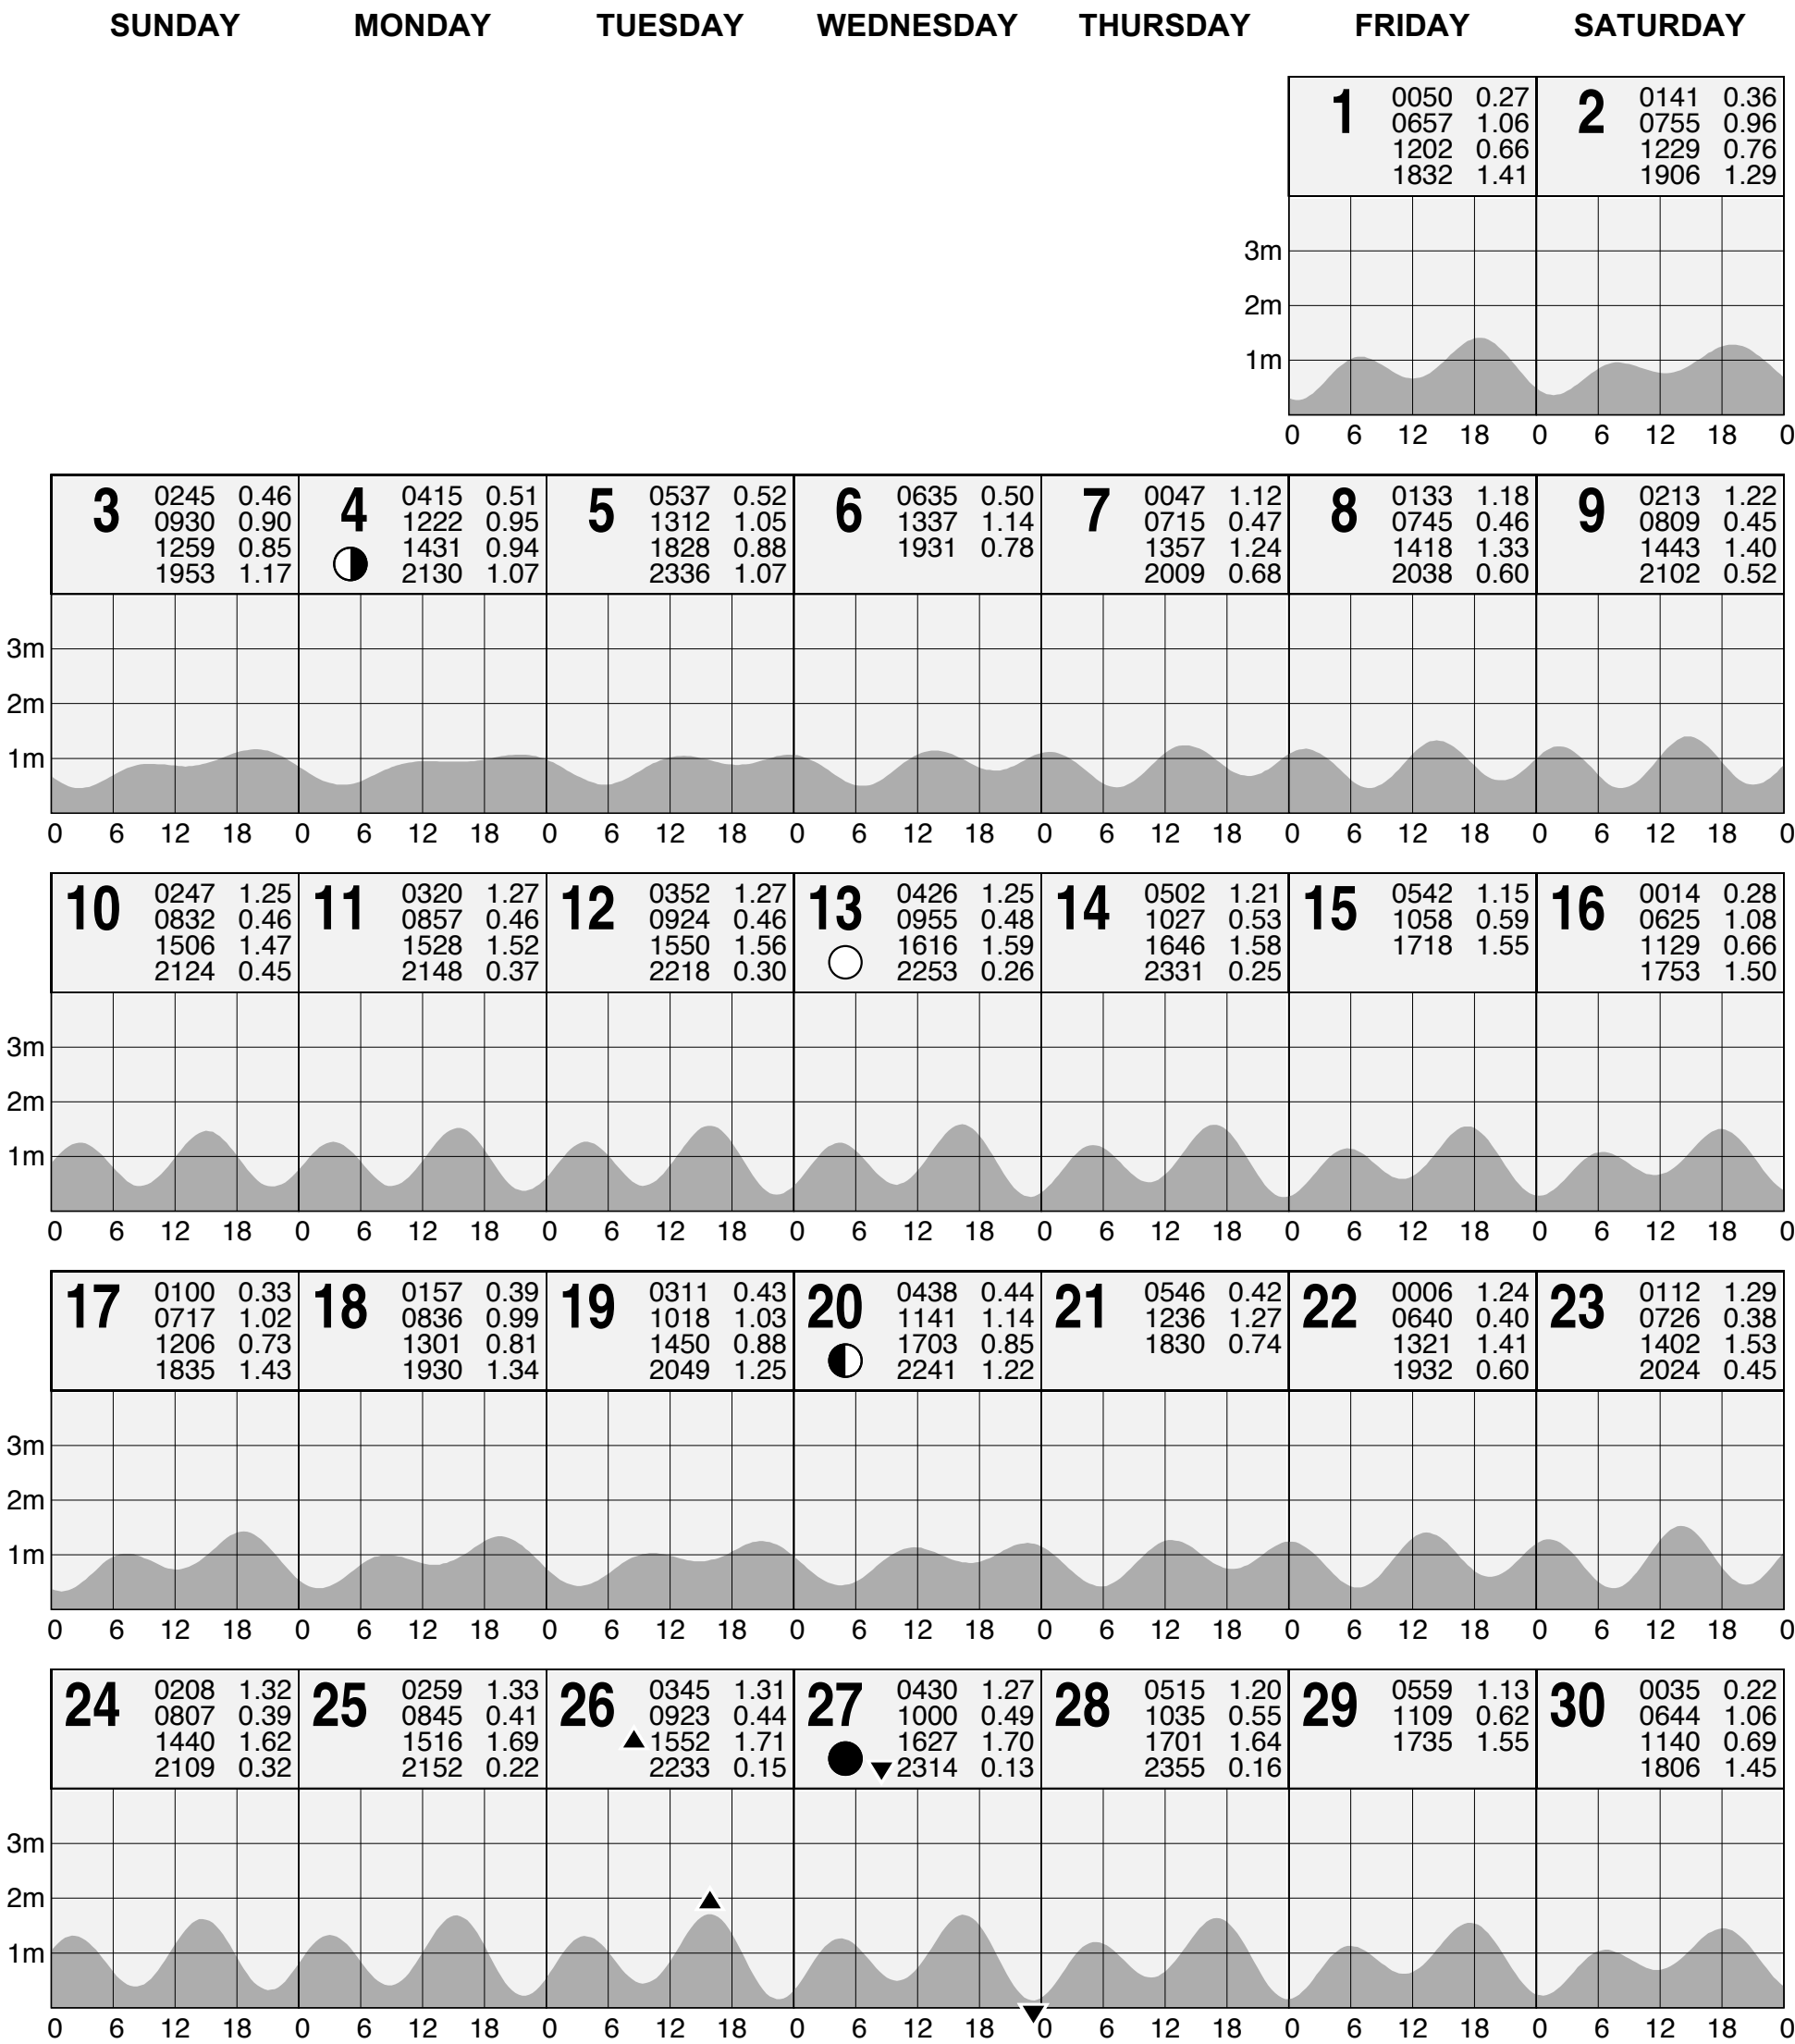 SUNDAY MONDAY TUESDAY WEDNESDAY THURSDAY FRIDAY SATURDAY
1 0050 0.27 2 0141 0.36
0657 1.06 0755 0.96
1202 0.66 1229 0.76
1832 1.41 1906 1.29
3m
2m
1m
0 6 12 18 0 6 12 18 0
3 0245 0.46 4 0415 0.51 5 0537 0.52 6 0635 0.50 7 0047 1.12 8 0133 1.18 9 0213 1.22
0930 0.90 1222 0.95 1312 1.05 1337 1.14 0715 0.47 0745 0.46 0809 0.45
1259 0.85 1431 0.94 1828 0.88 1931 0.78 1357 1.24 1418 1.33 1443 1.40
1953 1.17 2130 1.07 2336 1.07 2009 0.68 2038 0.60 2102 0.52
3m
2m
1m
0 6 12 18 0 6 12 18 0 6 12 18 0 6 12 18 0 6 12 18 0 6 12 18 0 6 12 18 0
10 0247 1.25 11 0320 1.27 12 0352 1.27 13 0426 1.25 14 0502 1.21 15 0542 1.15 16 0014 0.28
0832 0.46 0857 0.46 0924 0.46 0955 0.48 1027 0.53 1058 0.59 0625 1.08
1506 1.47 1528 1.52 1550 1.56 1616 1.59 1646 1.58 1718 1.55 1129 0.66
2124 0.45 2148 0.37 2218 0.30 2253 0.26 2331 0.25 1753 1.50
3m
2m
1m
0 6 12 18 0 6 12 18 0 6 12 18 0 6 12 18 0 6 12 18 0 6 12 18 0 6 12 18 0
17 0100 0.33 18 0157 0.39 19 0311 0.43 20 0438 0.44 21 0546 0.42 22 0006 1.24 23 0112 1.29
0717 1.02 0836 0.99 1018 1.03 1141 1.14 1236 1.27 0640 0.40 0726 0.38
1206 0.73 1301 0.81 1450 0.88 1703 0.85 1830 0.74 1321 1.41 1402 1.53
1835 1.43 1930 1.34 2049 1.25 2241 1.22 1932 0.60 2024 0.45
3m
2m
1m
0 6 12 18 0 6 12 18 0 6 12 18 0 6 12 18 0 6 12 18 0 6 12 18 0 6 12 18 0
24 0208 1.32 25 0259 1.33 26 0345 1.31 27 0430 1.27 28 0515 1.20 29 0559 1.13 30 0035 0.22
0807 0.39 0845 0.41 0923 0.44 1000 0.49 1035 0.55 1109 0.62 0644 1.06
1440 1.62 1516 1.69 1552 1.71 1627 1.70 1701 1.64 1735 1.55 1140 0.69
2109 0.32 2152 0.22 2233 0.15 2314 0.13 2355 0.16 1806 1.45
3m
2m
1m
0 6 12 18 0 6 12 18 0 6 12 18 0 6 12 18 0 6 12 18 0 6 12 18 0 6 12 18 0